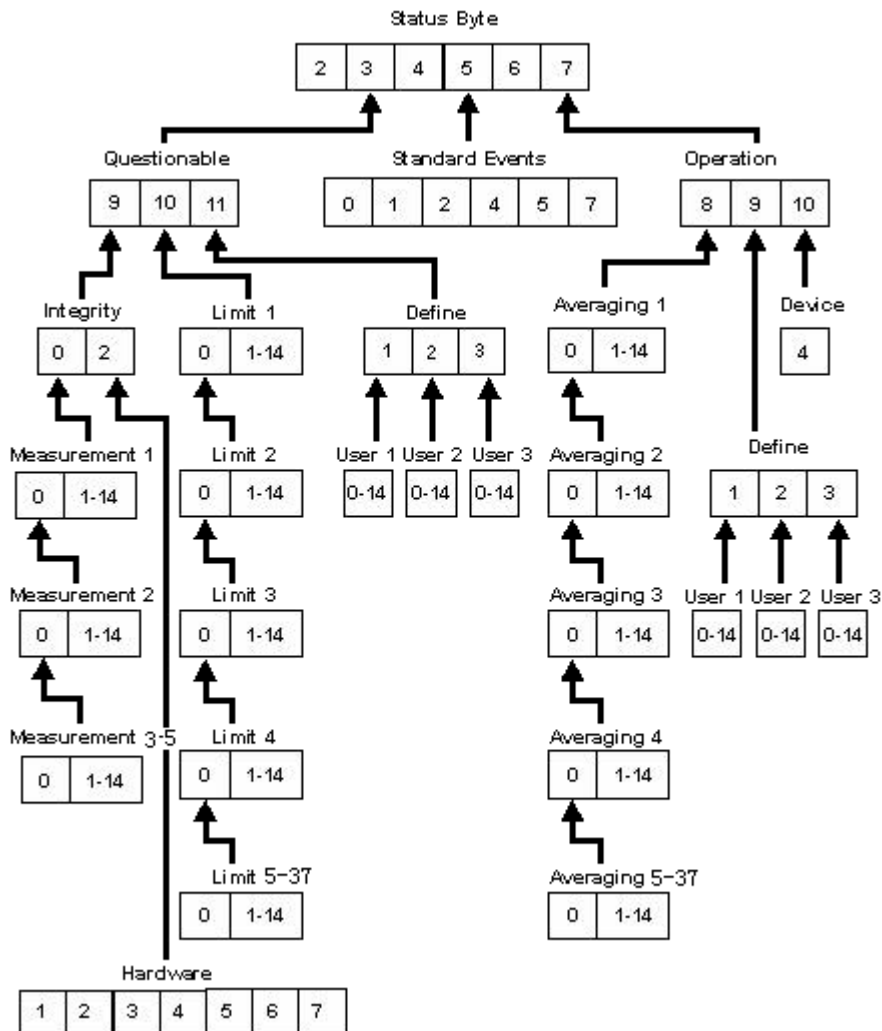 Status Byte
2 3 4 5 6 7
Questionable Standard Events Operation
9 10 11 0 1 2 4 5 7 8 9 10
Integrity Limit 1 Define Averaging 1 Device
0 2 0 1-14 1 2 3 0 1-14 4
Measurement 1 Limit 2 User 1 User 2 User 3 Averaging 2 Define
0 1-14 0 1-14 0-14 0-14 0-14 0 1-14 1 2 3
Measurement 2 Limit 3 Averaging 3 User 1 User 2 User 3
0 1-14 0 1-14 0 1-14 0-14 0-14 0-14
Measurement 3-5 Limit 4 Averaging 4
0 1-14 0 1-14 0 1-14
Limit 5-37 Averaging 5-37
0 1-14 0 1-14
Hardware
1 2 3 4 5 6 7